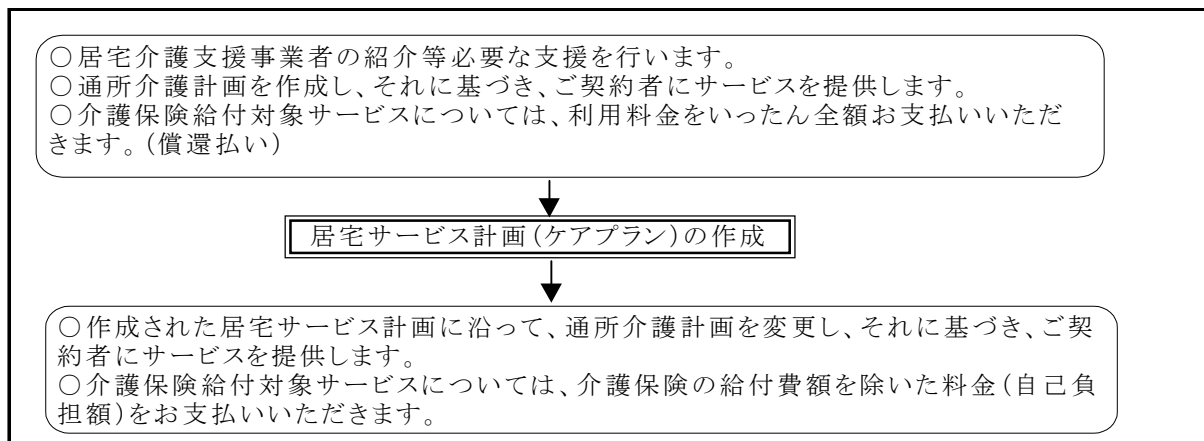 ○居宅介護支援事業者の紹介等必要な支援を行います。
○通所介護計画を作成し、それに基づき、ご契約者にサービスを提供します。
○介護保険給付対象サービスについては、利用料金をいったん全額お支払いいただ
きます。(償還払い)
居宅サービス計画(ケアプラン)の作成
○作成された居宅サービス計画に沿って、通所介護計画を変更し、それに基づき、ご契
約者にサービスを提供します。
○介護保険給付対象サービスについては、介護保険の給付費額を除いた料金(自己負
担額)をお支払いいただきます。